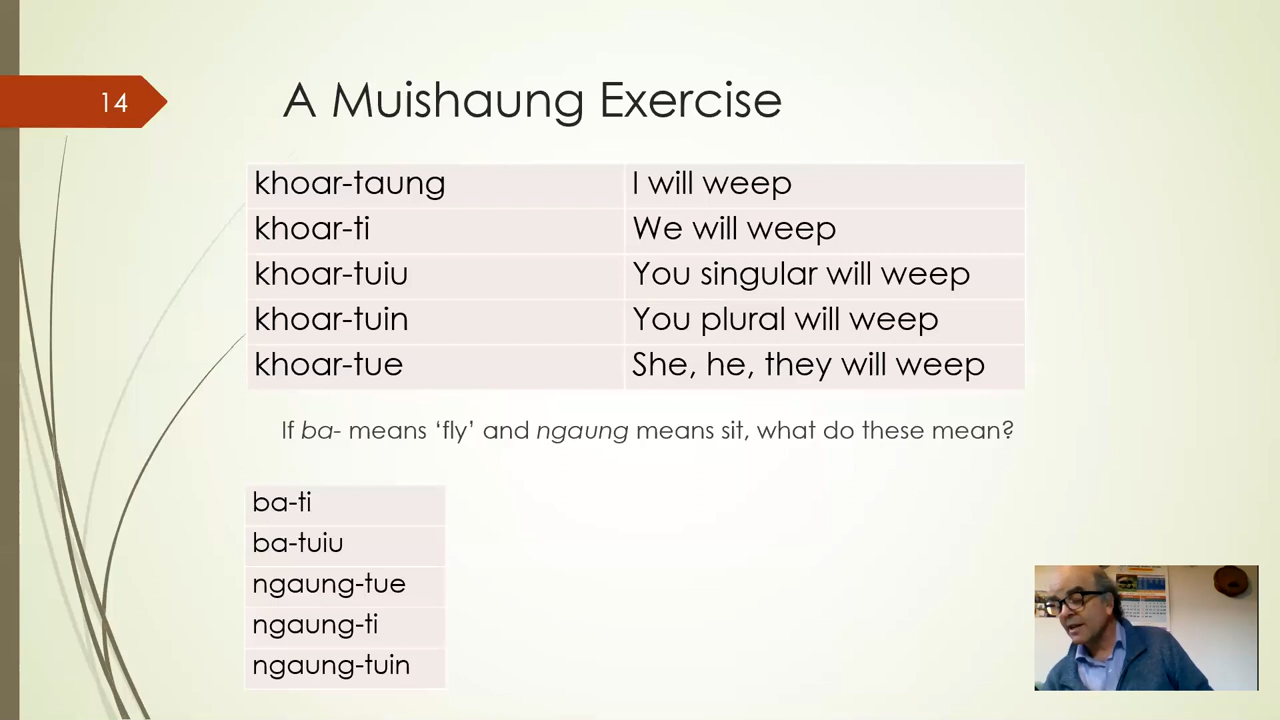 14
A Muishaung Exercise
khoar-taung I will weep
khoar-ti We will weep
khoar-tuiu You singular will weep
khoar-tuin You plural will weep
khoar-tue She, he, they will weep
If ba- means ‘fly’ and ngaung means sit, what do these mean?
ba-ti
ba-tuiu
ngaung-tue
ngaung-ti
ngaung-tuin